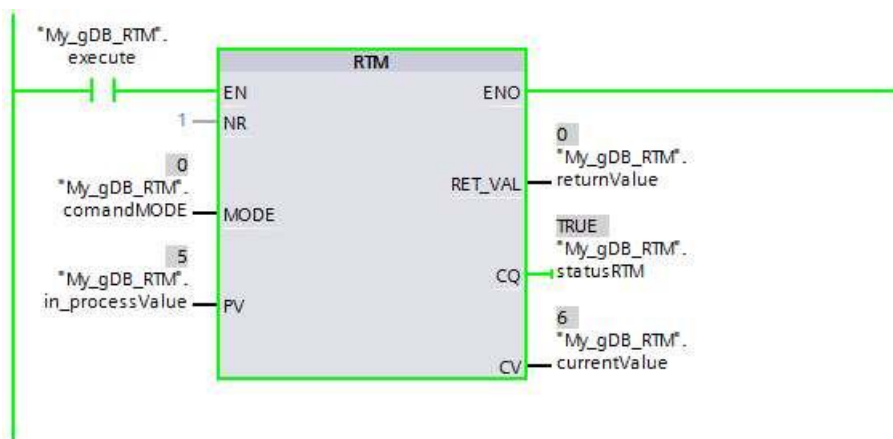 "My_gDB_RTM".
execute
RTM
EN
ENO
1
NR
0
"My_gDB_RTM".
comandMODE
MODE
5
"My_gDB_RTM".
in_processValue
PV
0
"My_gDB_RTM".
returnValue
RET_VAL
TRUE
"My_gDB_RTM".
statusRTM
CQ
6
"My_gDB_RTM".
currentValue
CV